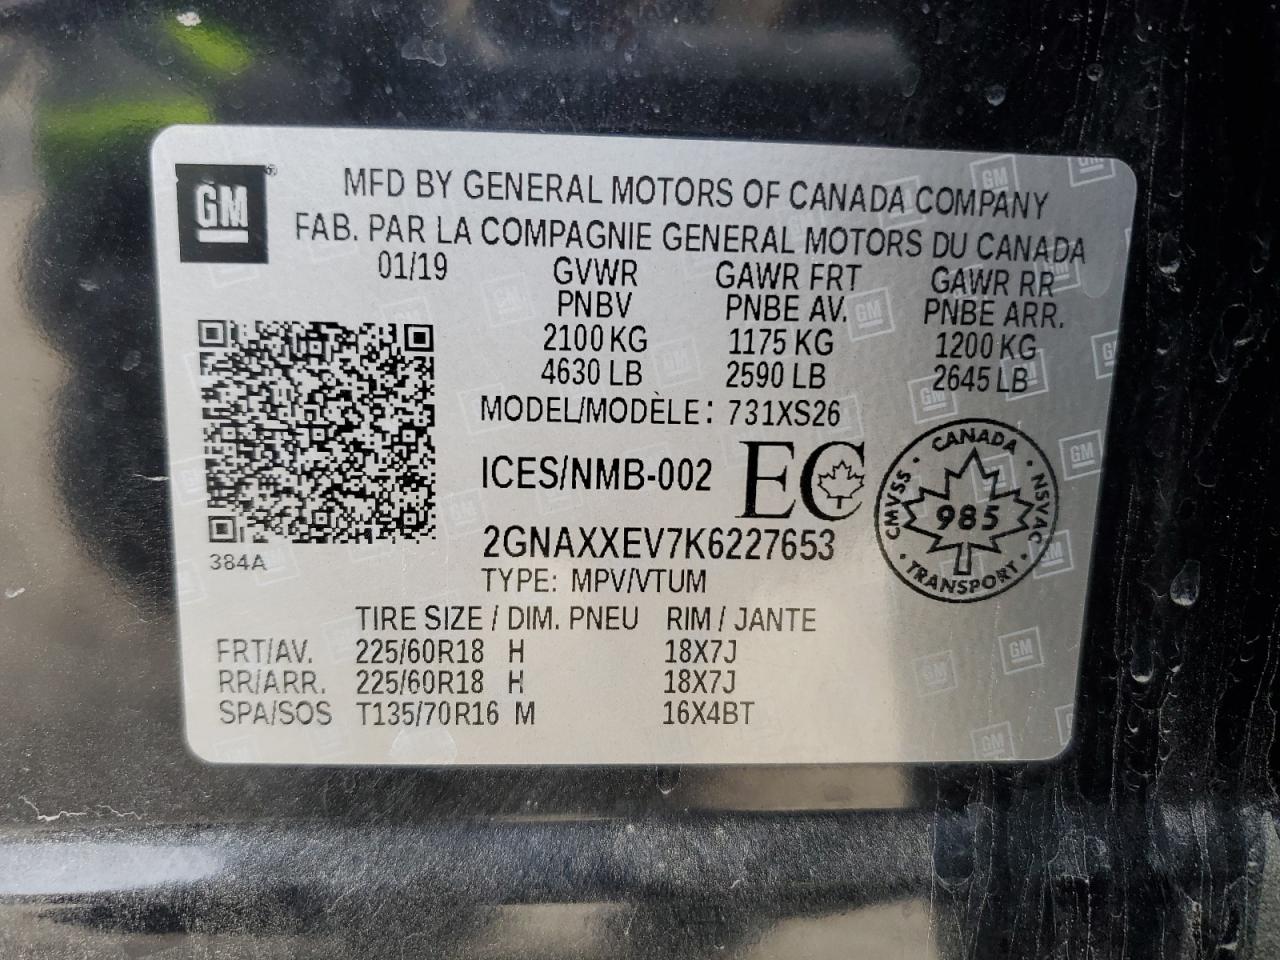 GM ®
MFD BY GENERAL MOTORS OF CANADA COMPANY
FAB. PAR LA COMPAGNIE GENERAL MOTORS DU CANADA
01/19 GVWR GAWR FRT GAWR RR
PNBV PNBE AV. PNBE ARR.
2100 KG 1175 KG 1200 KG
4630 LB 2590 LB 2645 LB
MODEL/MODÈLE: 731XS26
ICES/NMB-002 EC
CANADA · NSVAC · TRANSPORT · CMVSS ·
985
2GNAXXEV7K6227653
384A
TYPE: MPV/VTUM
TIRE SIZE / DIM. PNEU RIM / JANTE
FRT/AV. 225/60R18 H 18X7J
RR/ARR. 225/60R18 H 18X7J
SPA/SOS T135/70R16 M 16X4BT